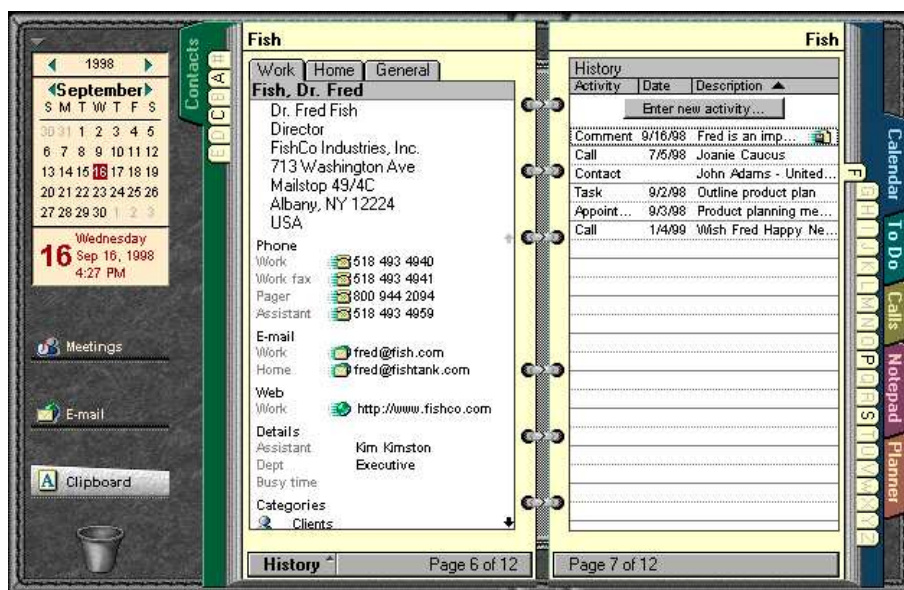 1998
September
S M T W T F S
30 31 1 2 3 4 5
6 7 8 9 10 11 12
13 14 15 16 17 18 19
20 21 22 23 24 25 26
27 28 29 30 1 2 3
16
Wednesday
Sep 16, 1998
4:27 PM
Meetings
E-mail
A Clipboard
Contacts
# A B C D E
Fish
Work Home General
Fish, Dr. Fred
Dr. Fred Fish
Director
FishCo Industries, Inc.
713 Washington Ave
Mailstop 49/4C
Albany, NY 12224
USA
Phone
Work 518 493 4940
Work fax 518 493 4941
Pager 800 944 2094
Assistant 518 493 4959
E-mail
Work fred@fish.com
Home fred@fishtank.com
Web
Work http://www.fishco.com
Details
Assistant Kim Kimston
Dept Executive
Busy time
Categories
Clients
History Page 6 of 12
Fish
History
Activity Date Description
Enter new activity...
Comment 9/16/98 Fred is an imp...
Call 7/5/98 Joanie Caucus
Contact John Adams - United...
Task 9/2/98 Outline product plan
Appoint... 9/3/98 Product planning me...
Call 1/4/99 Wish Fred Happy Ne...
Page 7 of 12
F
G
H
I
J
K
L
M
N
O
P
Q
R
S
T
U
V
W
X
Y
Z
Calendar
To Do
Calls
Notepad
Planner